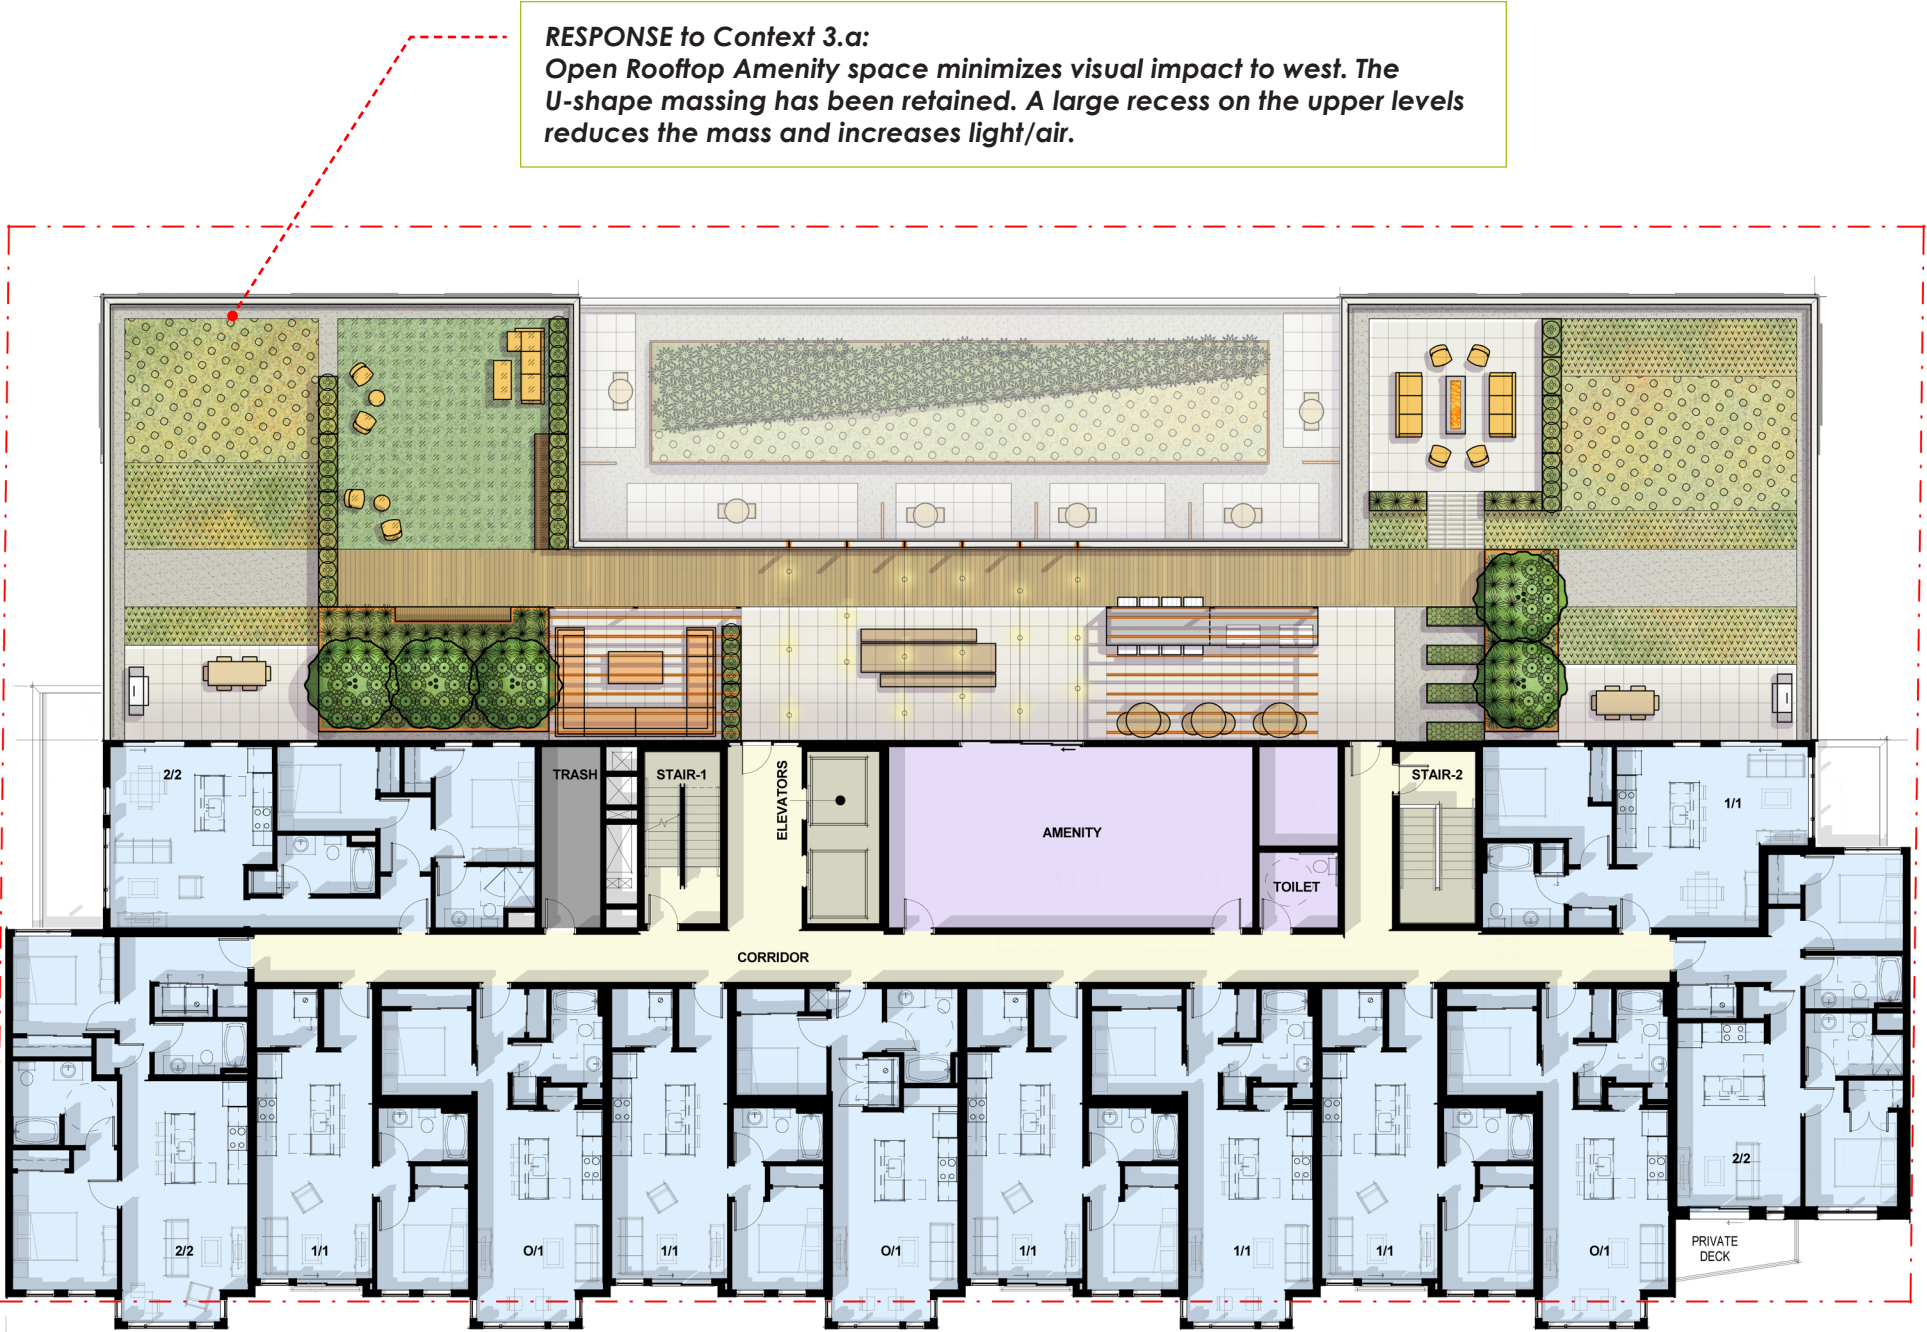 RESPONSE to Context 3.a:
Open Rooftop Amenity space minimizes visual impact to west. The
U-shape massing has been retained. A large recess on the upper levels
reduces the mass and increases light/air.
2/2
TRASH
STAIR-1
ELEVATORS
AMENITY
TOILET
STAIR-2
1/1
CORRIDOR
2/2
1/1
O/1
1/1
O/1
1/1
1/1
1/1
O/1
2/2
PRIVATE
DECK